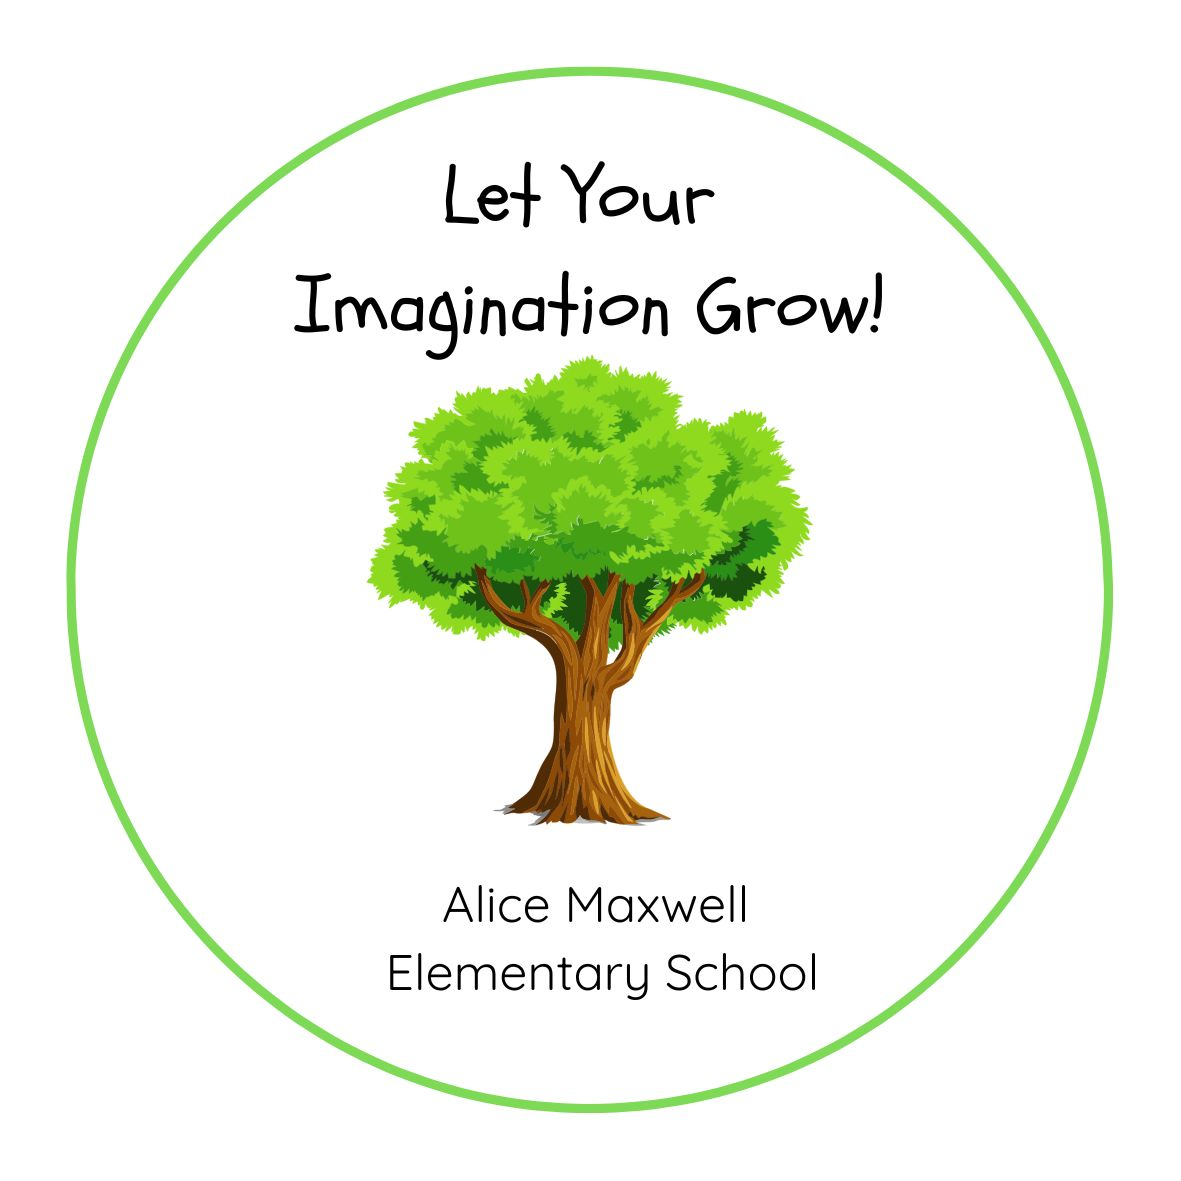 Let Your
Imagination Grow!
Alice Maxwell
Elementary School